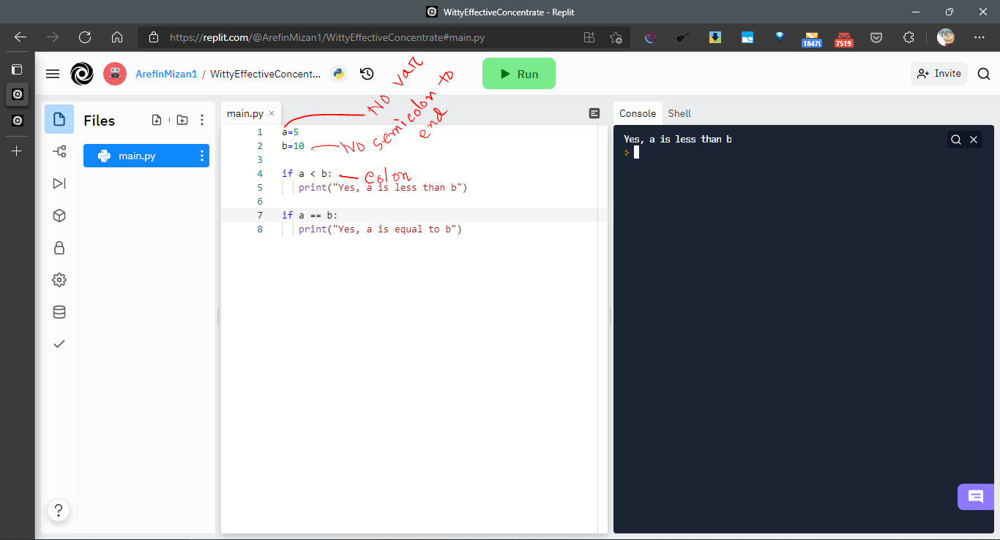 WittyEffectiveConcentrate - Replit
https://replit.com/@ArefinMizan1/WittyEffectiveConcentrate#main.py
1847(
7519
ArefinMizan1 / WittyEffectiveConcent...
Run
Invite
Files
main.py
main.py
Console
Shell
No var
No semicolon to
end
colon
1 a=5
2 b=10
3
4 if a < b:
5 print("Yes, a is less than b")
6
7 if a == b:
8 print("Yes, a is equal to b")
Yes, a is less than b
?